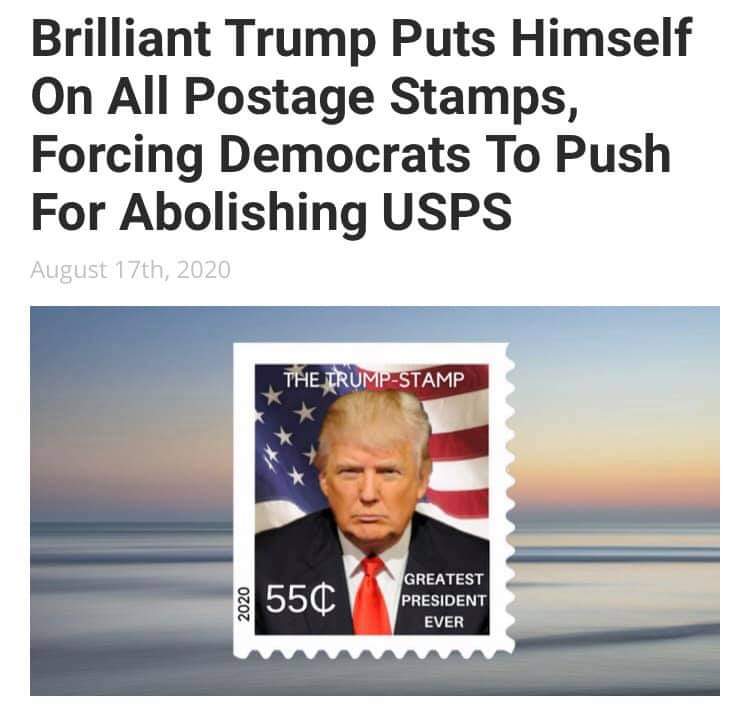 Brilliant Trump Puts Himself
On All Postage Stamps,
Forcing Democrats To Push
For Abolishing USPS
August 17th, 2020
THE TRUMP-STAMP
GREATEST
PRESIDENT
EVER
55¢
2020